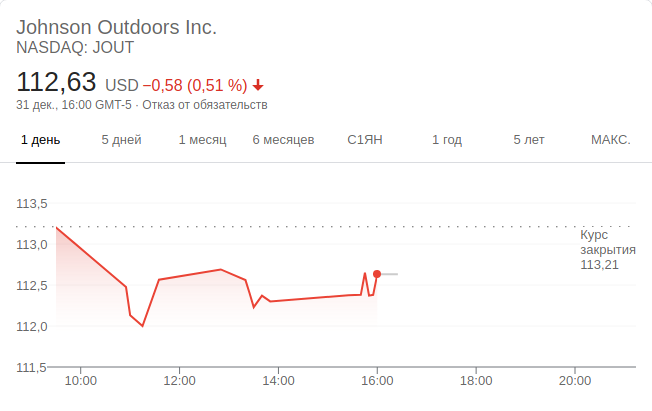 Johnson Outdoors Inc.
NASDAQ: JOUT
112,63 USD −0,58 (0,51 %)
31 дек., 16:00 GMT-5 · Отказ от обязательств
1 день 5 дней 1 месяц 6 месяцев С1ЯН 1 год 5 лет МАКС.
113,5
Курс
113,0
закрытия
113,21
112,5
112,0
111,5
10:00 12:00 14:00 16:00 18:00 20:00